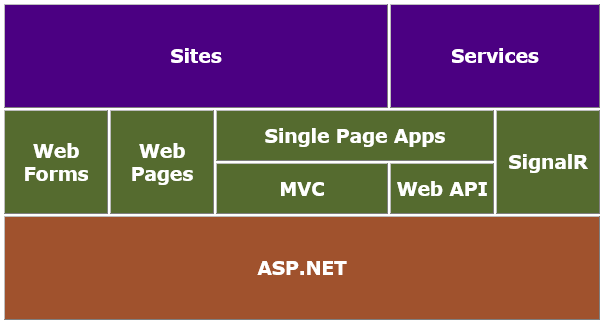 Sites
Services
Web
Forms
Web
Pages
Single Page Apps
MVC
Web API
SignalR
ASP.NET